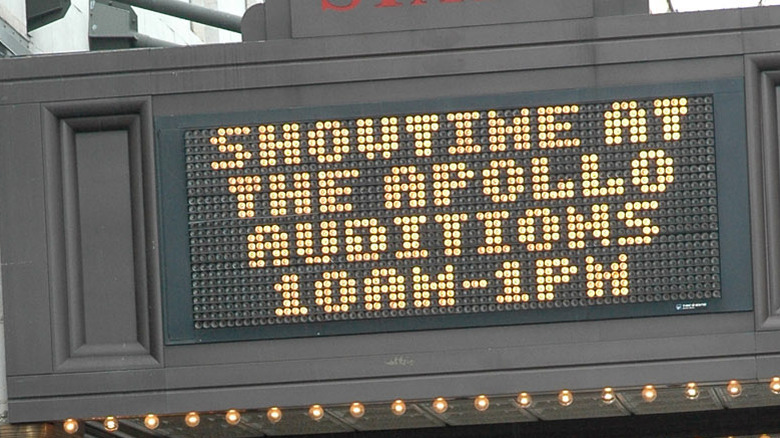 SHOWTIME AT
THE APOLLO
AUDITIONS
10AM-1PM